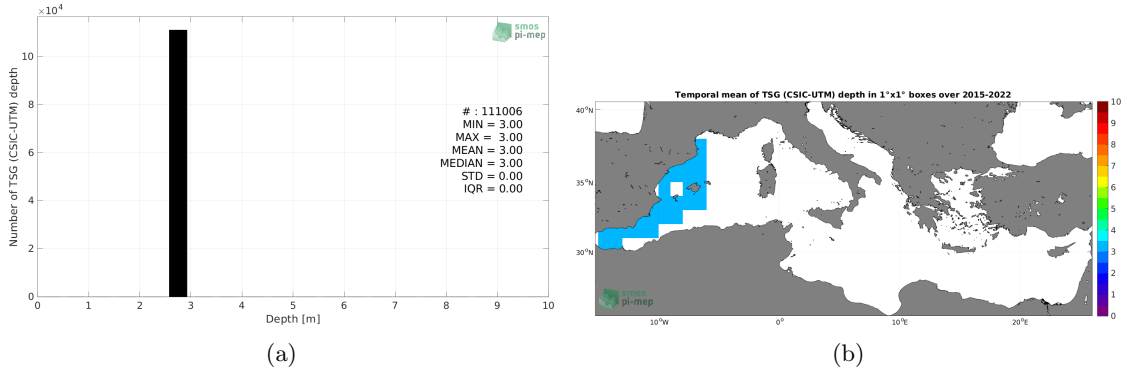 ×10⁴
10
8
6
4
2
0
Number of TSG (CSIC-UTM) depth
0 1 2 3 4 5 6 7 8 9 10
Depth [m]
smos
pi-mep
# : 111006
MIN = 3.00
MAX = 3.00
MEAN = 3.00
MEDIAN = 3.00
STD = 0.00
IQR = 0.00
(a)
Temporal mean of TSG (CSIC-UTM) depth in 1°x1° boxes over 2015-2022
40°N
35°N
30°N
10°W 0° 10°E 20°E
smos
pi-mep
10
9
8
7
6
5
4
3
2
1
0
(b)